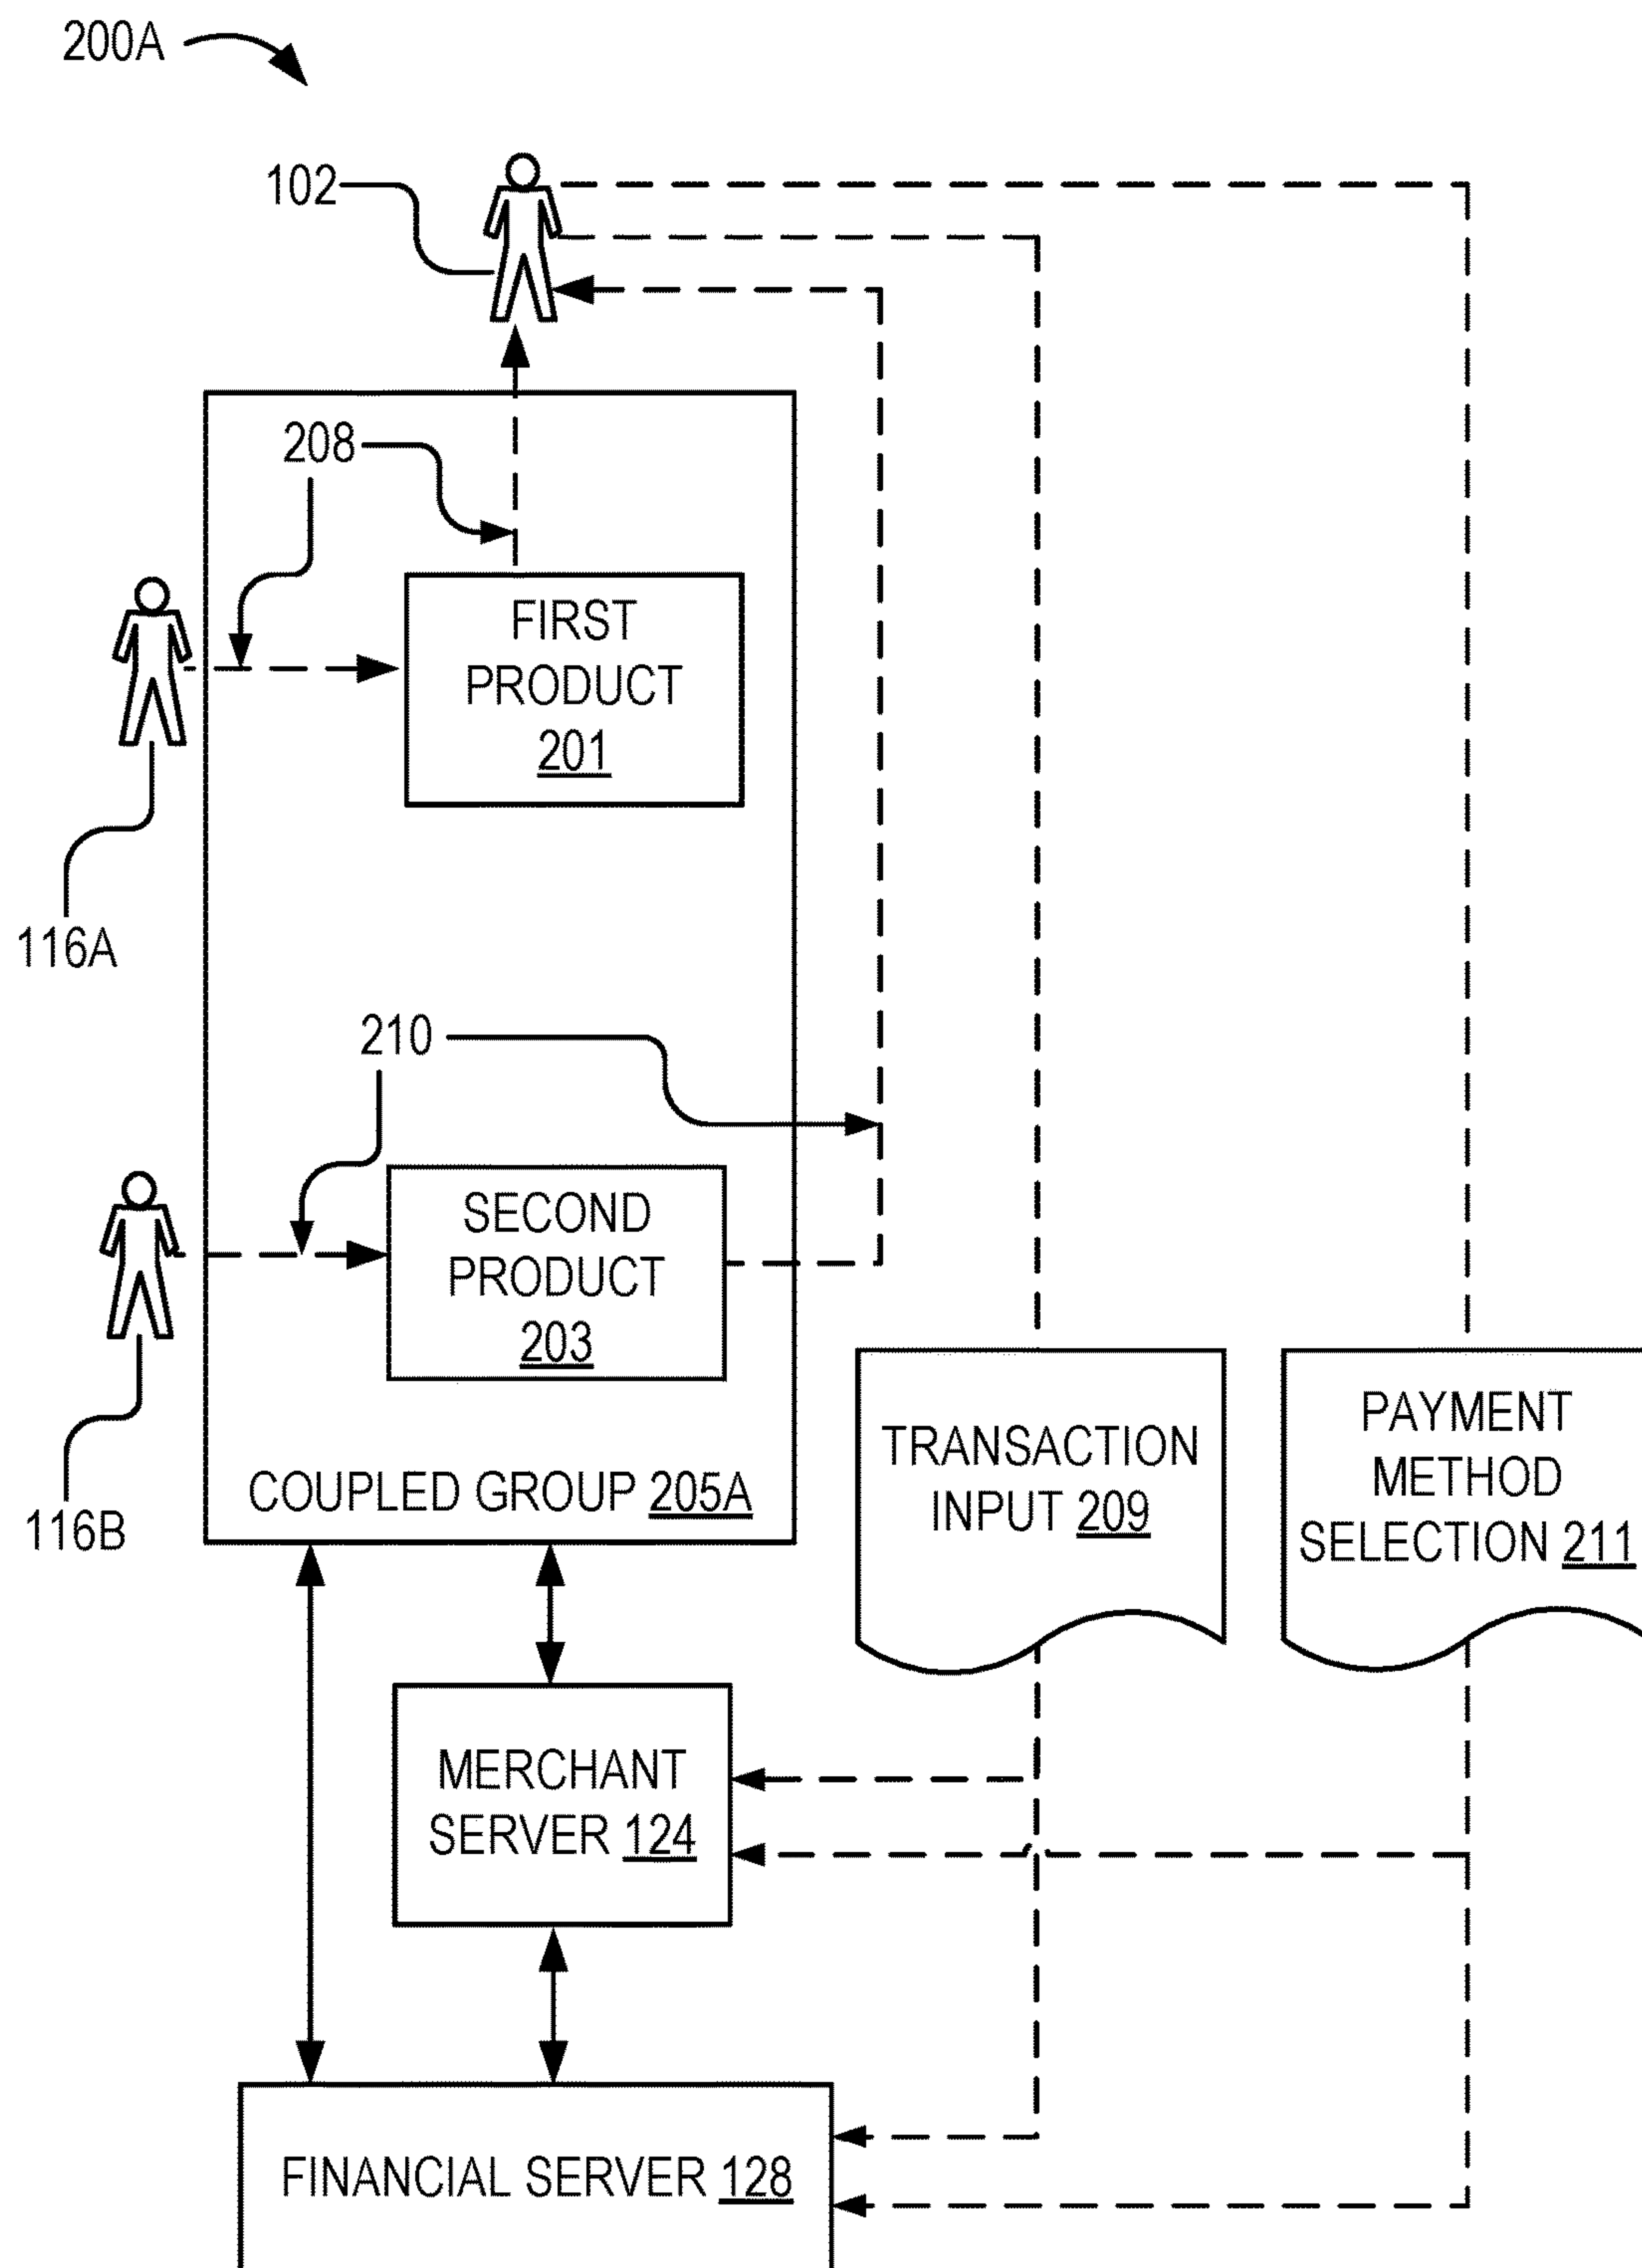 200A
102
208
FIRST
PRODUCT
201
116A
210
SECOND
PRODUCT
203
COUPLED GROUP 205A
116B
TRANSACTION
INPUT 209
PAYMENT
METHOD
SELECTION 211
MERCHANT
SERVER 124
FINANCIAL SERVER 128